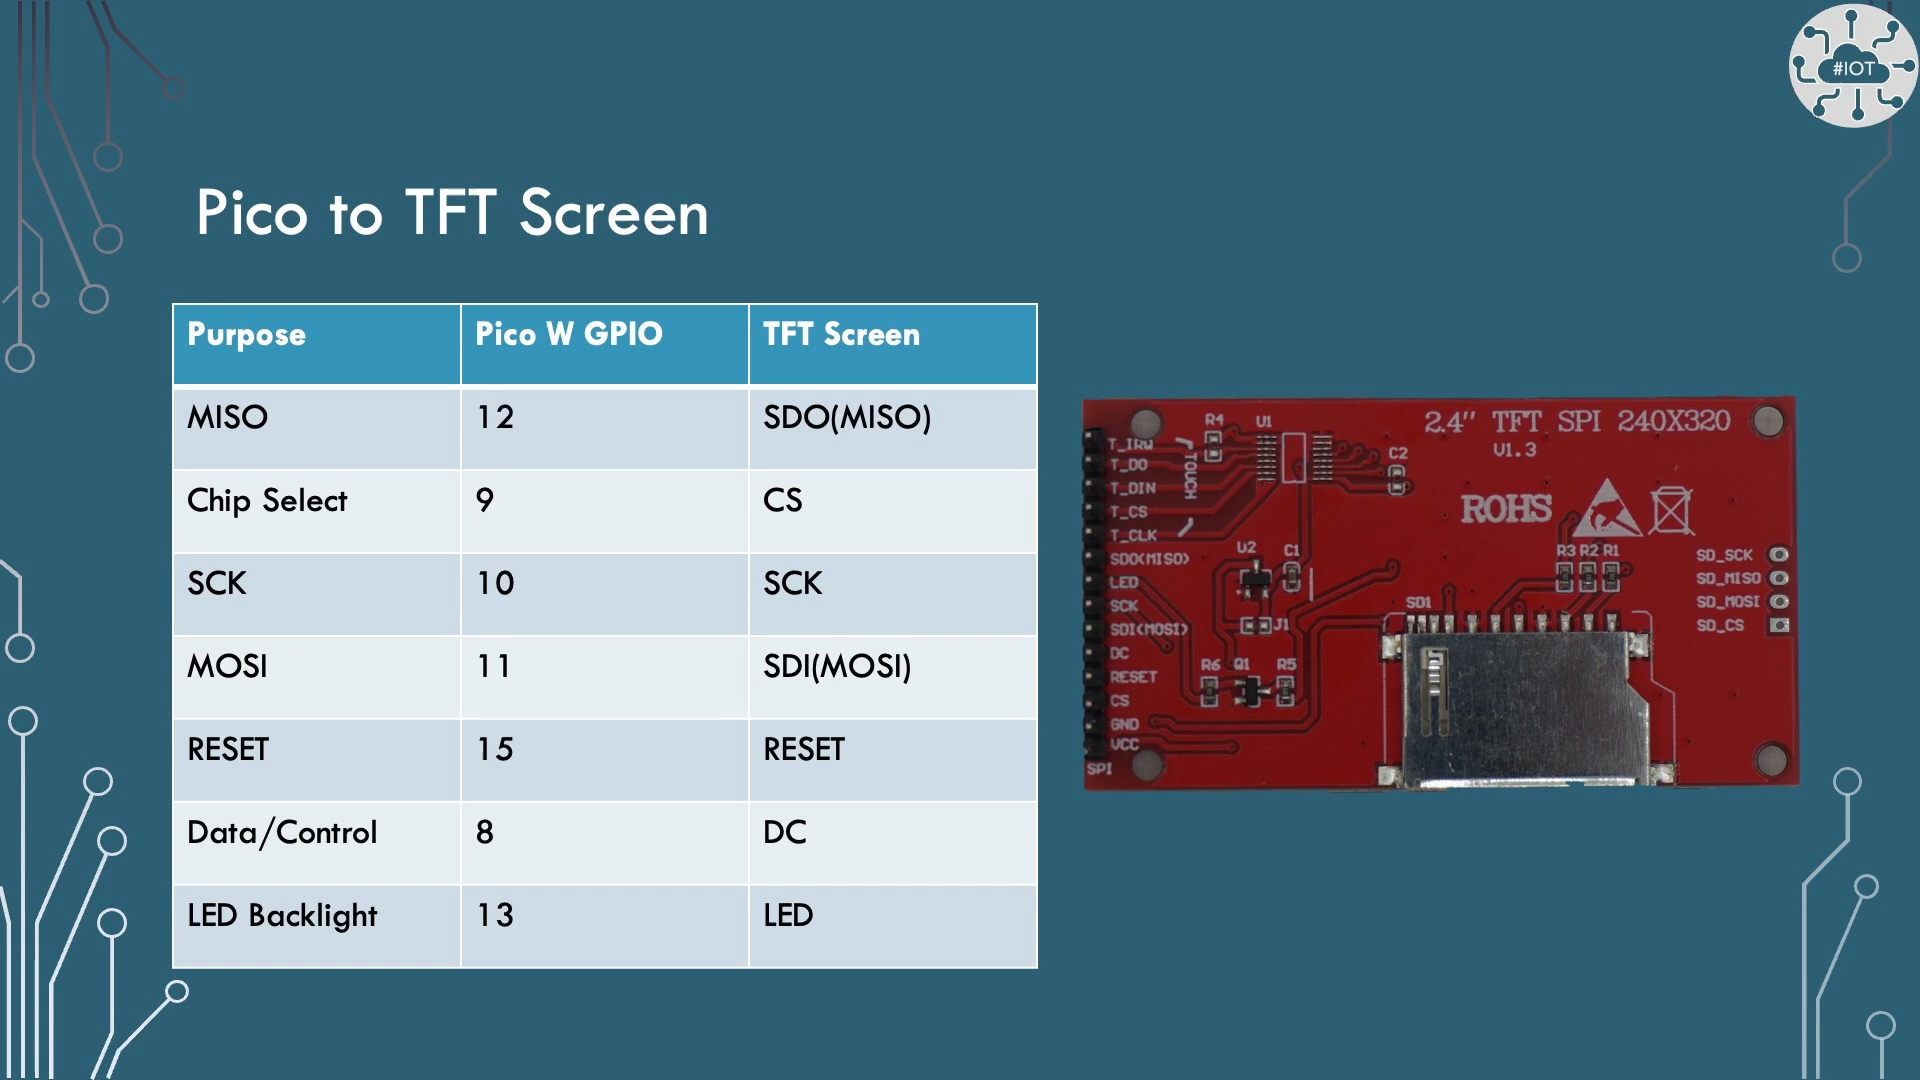 #IOT
Pico to TFT Screen
Purpose Pico W GPIO TFT Screen
MISO 12 SDO(MISO)
Chip Select 9 CS
SCK 10 SCK
MOSI 11 SDI(MOSI)
RESET 15 RESET
Data/Control 8 DC
LED Backlight 13 LED
2.4" TFT SPI 240X320
V1.3
ROHS
T_IRQ
T_DO
T_DIN
T_CS
T_CLK
SDO(MISO)
LED
SCK
SDI(MOSI)
DC
RESET
CS
GND
VCC
SPI
TOUCH
R4
U1
C2
U2
C1
J1
R6 Q1 R5
R3 R2 R1
SD1
SD_SCK
SD_MISO
SD_MOSI
SD_CS